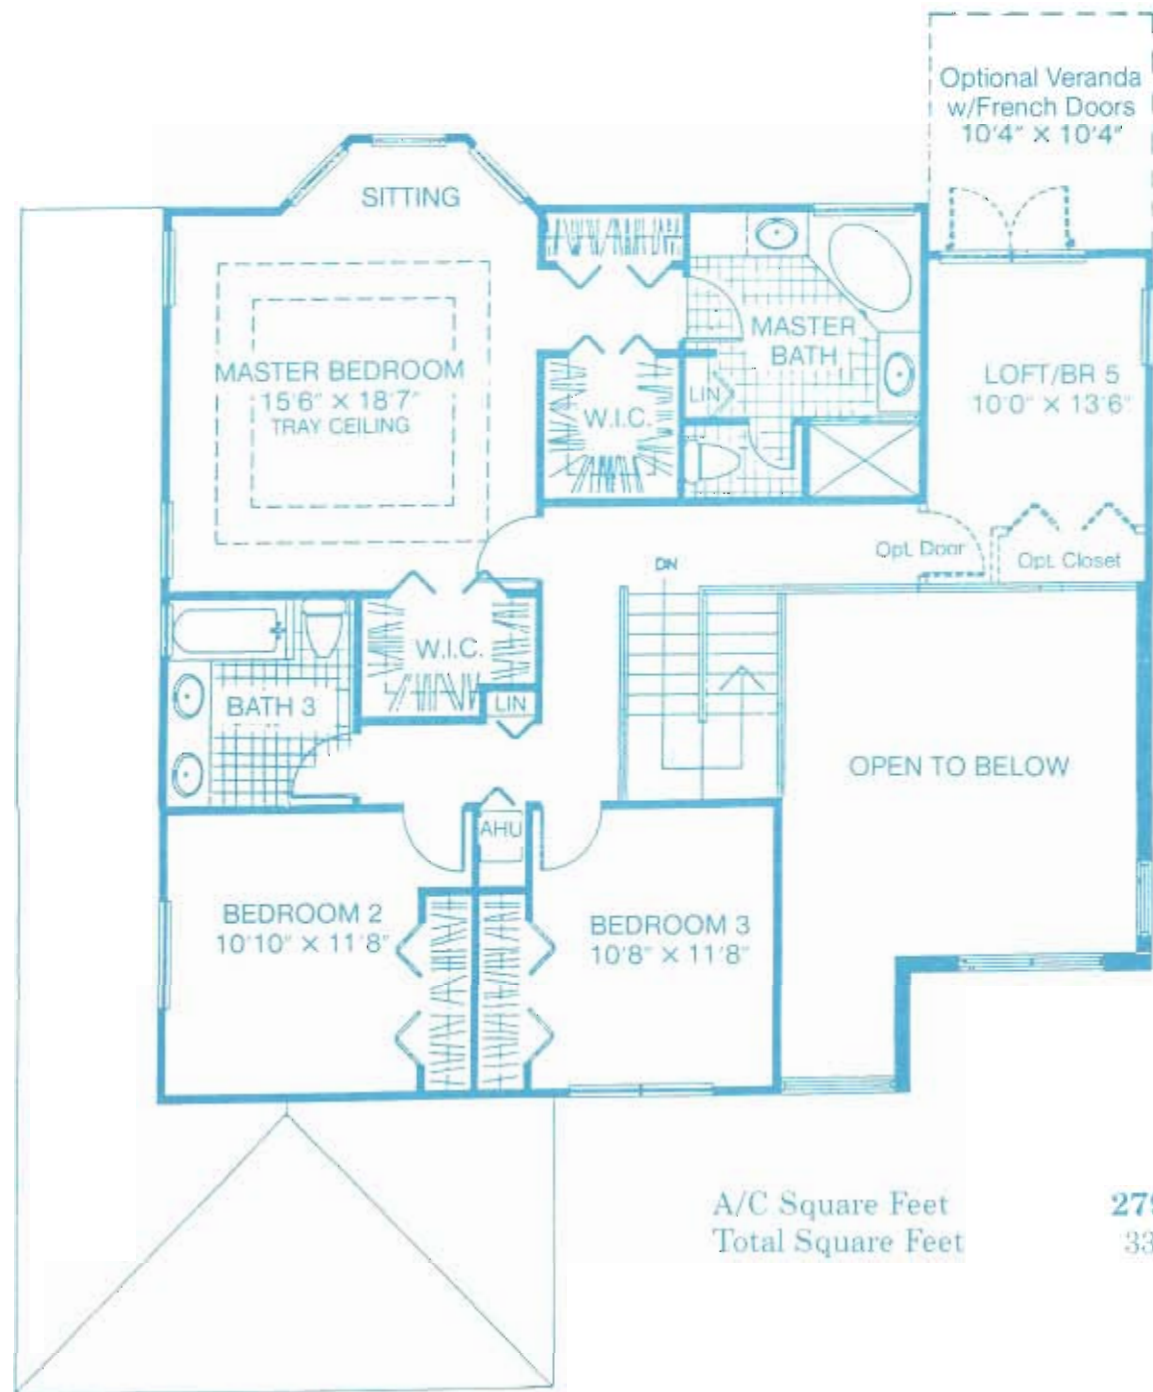 Optional Veranda
w/French Doors
10'4" × 10'4"
SITTING
MASTER BEDROOM
15'6" × 18'7"
TRAY CEILING
W.I.C.
MASTER
BATH
LIN
LOFT/BR 5
10'0" × 13'6"
Opt. Door
Opt. Closet
DN
W.I.C.
LIN
BATH 3
OPEN TO BELOW
AHU
BEDROOM 2
10'10" × 11'8"
BEDROOM 3
10'8" × 11'8"
A/C Square Feet
Total Square Feet